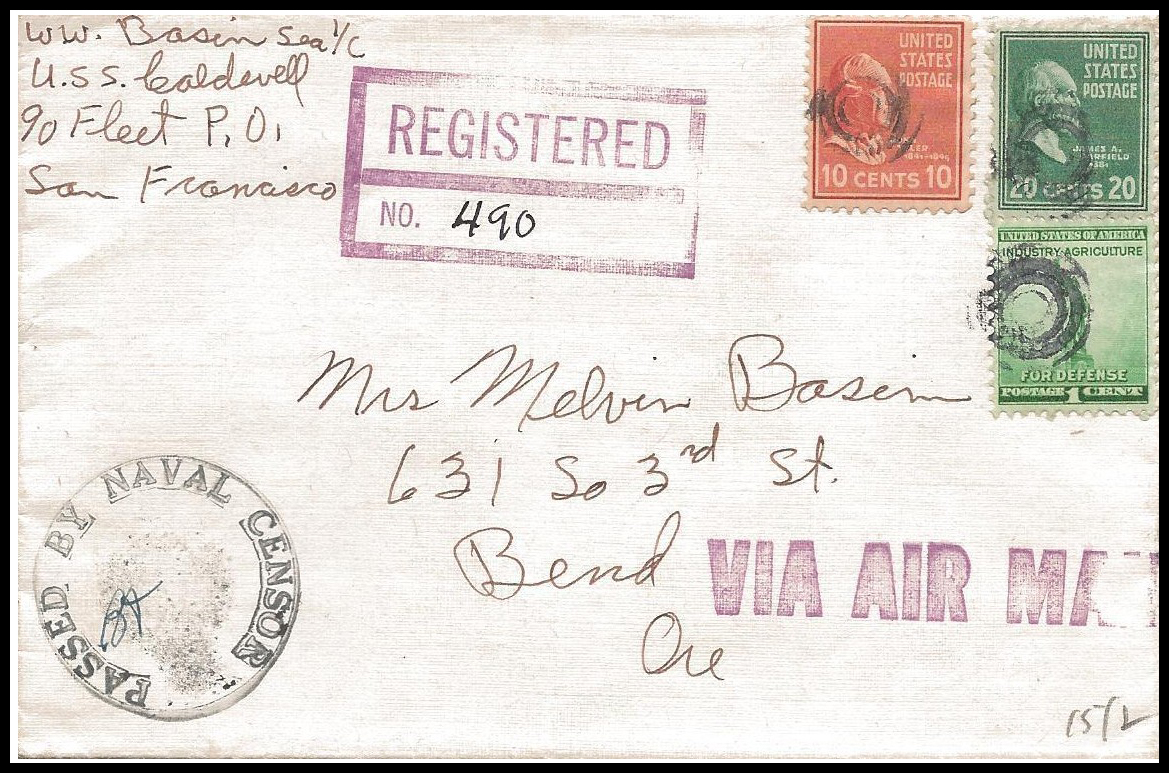 WW. Basin Sea 1/c
U.S.S. Caldwell
90 Fleet P.O.
San Francisco
REGISTERED
NO. 490
UNITED
STATES
POSTAGE
10 CENTS 10
UNITED
STATES
POSTAGE
JAMES A.
20 CENTS 20
UNITED STATES OF AMERICA
INDUSTRY AGRICULTURE
FOR DEFENSE
POSTAGE 1 CENT
Mrs Melvin Basin
631 So 3rd St.
Bend
Ore
VIA AIR MA
PASSED BY NAVAL CENSOR
15/2